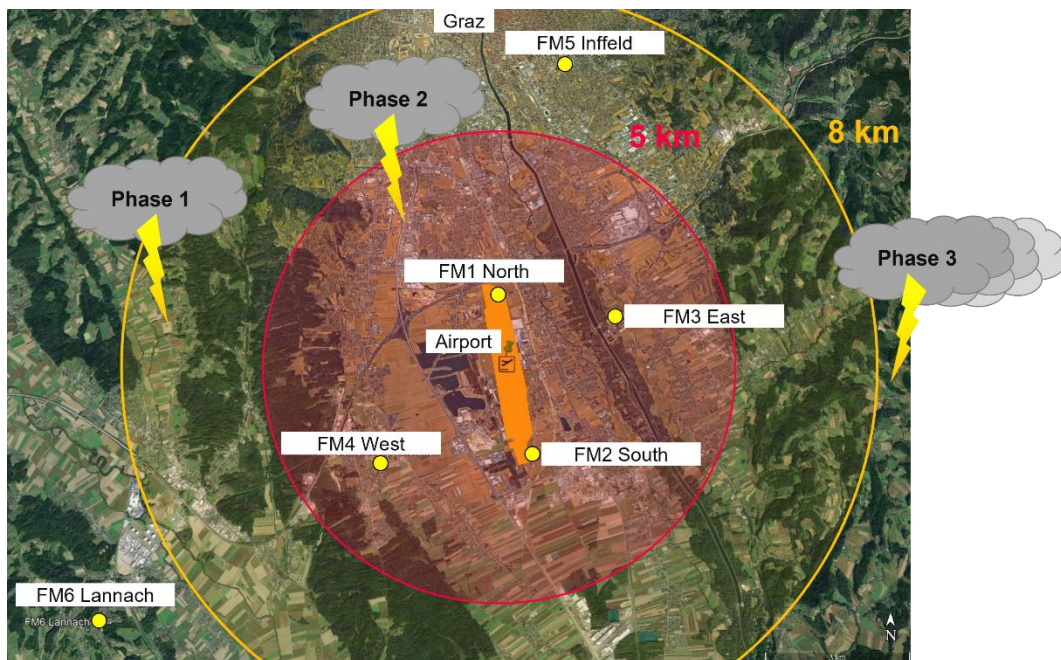 Graz
FM5 Inffeld
Phase 2
5 km
8 km
Phase 1
Phase 3
FM1 North
FM3 East
Airport
FM4 West
FM2 South
FM6 Lannach
FM6 Lannach
N